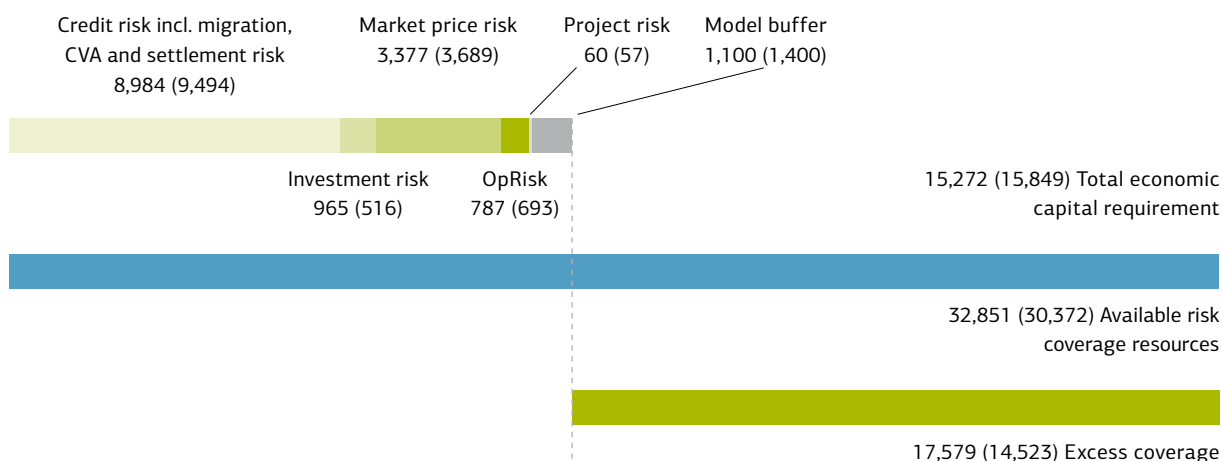 Credit risk incl. migration,
CVA and settlement risk
8,984 (9,494)
Market price risk
3,377 (3,689)
Project risk
60 (57)
Model buffer
1,100 (1,400)
Investment risk
965 (516)
OpRisk
787 (693)
15,272 (15,849) Total economic
capital requirement
32,851 (30,372) Available risk
coverage resources
17,579 (14,523) Excess coverage